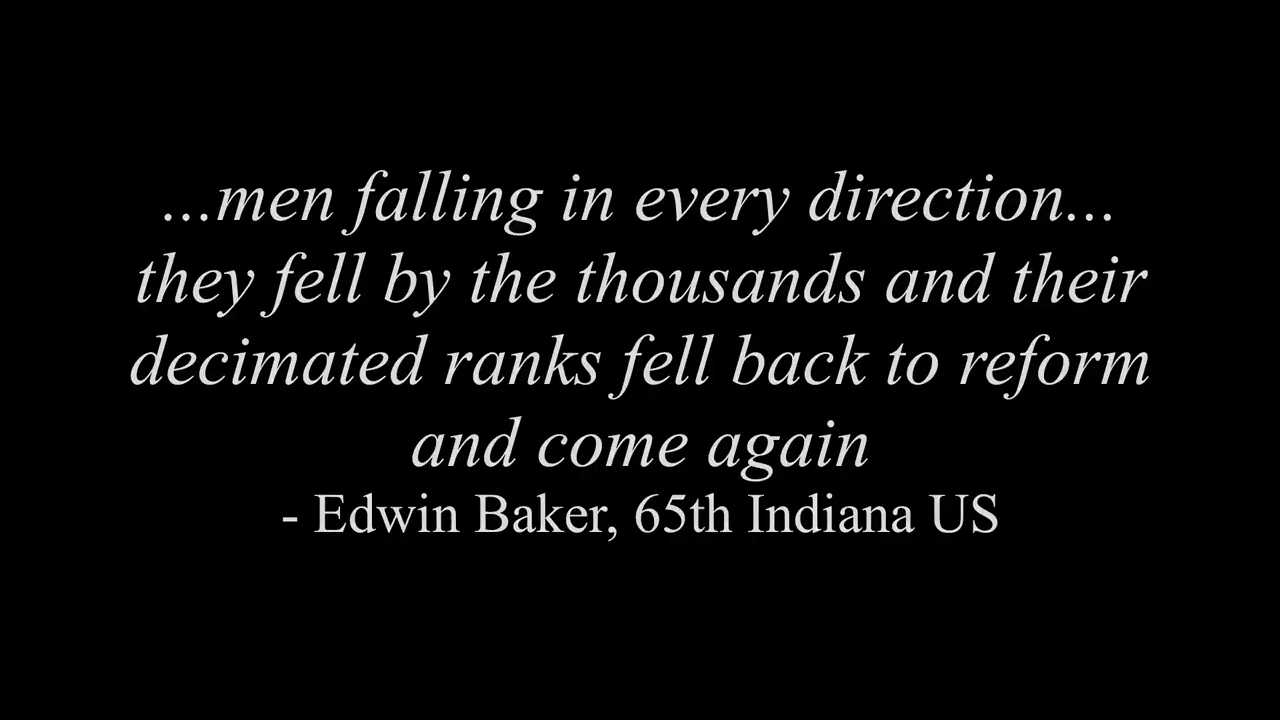 ...men falling in every direction...
they fell by the thousands and their
decimated ranks fell back to reform
and come again
- Edwin Baker, 65th Indiana US